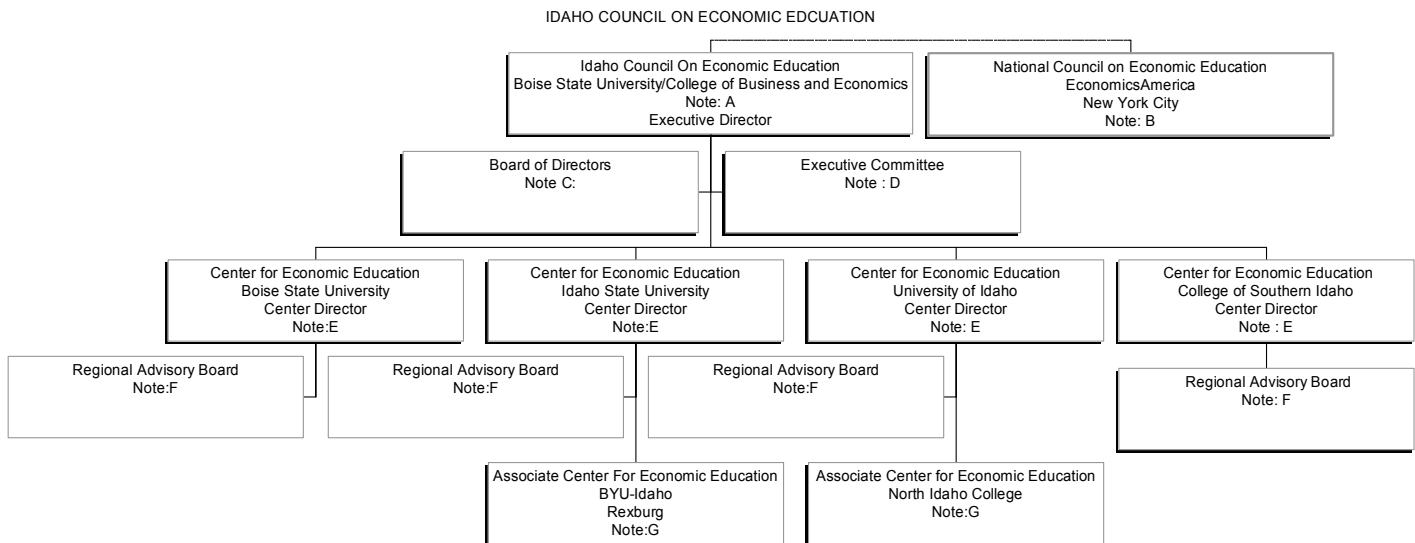 IDAHO COUNCIL ON ECONOMIC EDCUATION
Idaho Council On Economic Education
Boise State University/College of Business and Economics
Note: A
Executive Director
National Council on Economic Education
EconomicsAmerica
New York City
Note: B
Board of Directors
Note C:
Executive Committee
Note : D
Center for Economic Education
Boise State University
Center Director
Note:E
Center for Economic Education
Idaho State University
Center Director
Note:E
Center for Economic Education
University of Idaho
Center Director
Note: E
Center for Economic Education
College of Southern Idaho
Center Director
Note : E
Regional Advisory Board
Note:F
Regional Advisory Board
Note:F
Regional Advisory Board
Note:F
Regional Advisory Board
Note: F
Associate Center For Economic Education
BYU-Idaho
Rexburg
Note:G
Associate Center for Economic Education
North Idaho College
Note:G